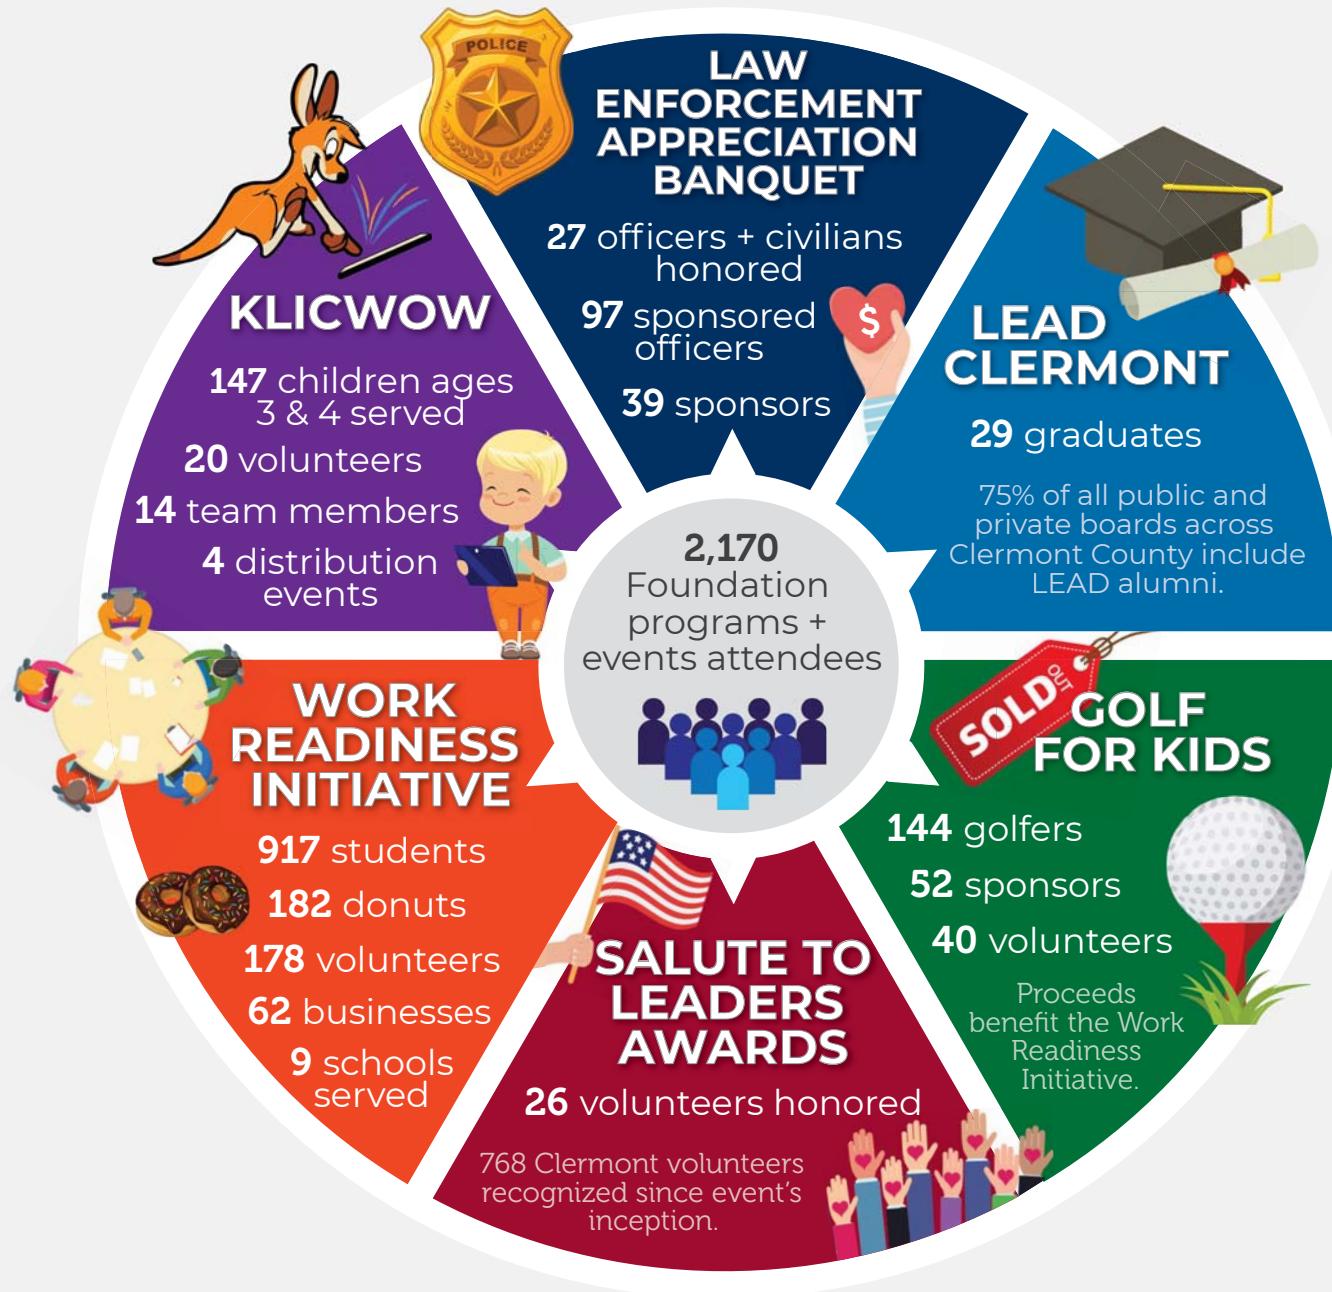 POLICE
LAW
ENFORCEMENT
APPRECIATION
BANQUET
27 officers + civilians
honored
97 sponsored
officers
39 sponsors
$
LEAD
CLERMONT
29 graduates
75% of all public and
private boards across
Clermont County include
LEAD alumni.
KLICWOW
147 children ages
3 & 4 served
20 volunteers
14 team members
4 distribution
events
2,170
Foundation
programs +
events attendees
WORK
READINESS
INITIATIVE
917 students
182 donuts
178 volunteers
62 businesses
9 schools
served
SOLD OUT
GOLF
FOR KIDS
144 golfers
52 sponsors
40 volunteers
Proceeds
benefit the Work
Readiness
Initiative.
SALUTE TO
LEADERS
AWARDS
26 volunteers honored
768 Clermont volunteers
recognized since event's
inception.